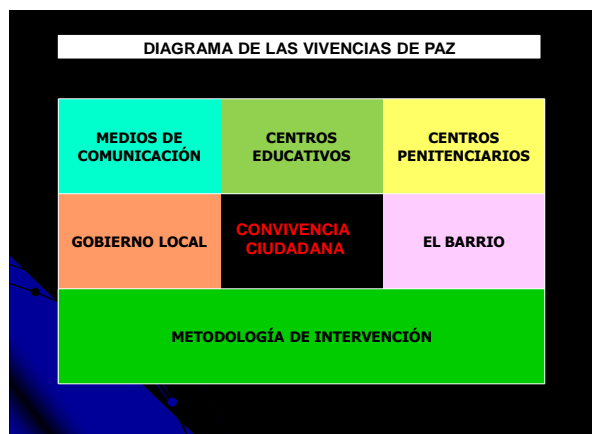 DIAGRAMA DE LAS VIVENCIAS DE PAZ
MEDIOS DE
COMUNICACIÓN
CENTROS
EDUCATIVOS
CENTROS
PENITENCIARIOS
GOBIERNO LOCAL
CONVIVENCIA
CIUDADANA
EL BARRIO
METODOLOGÍA DE INTERVENCIÓN